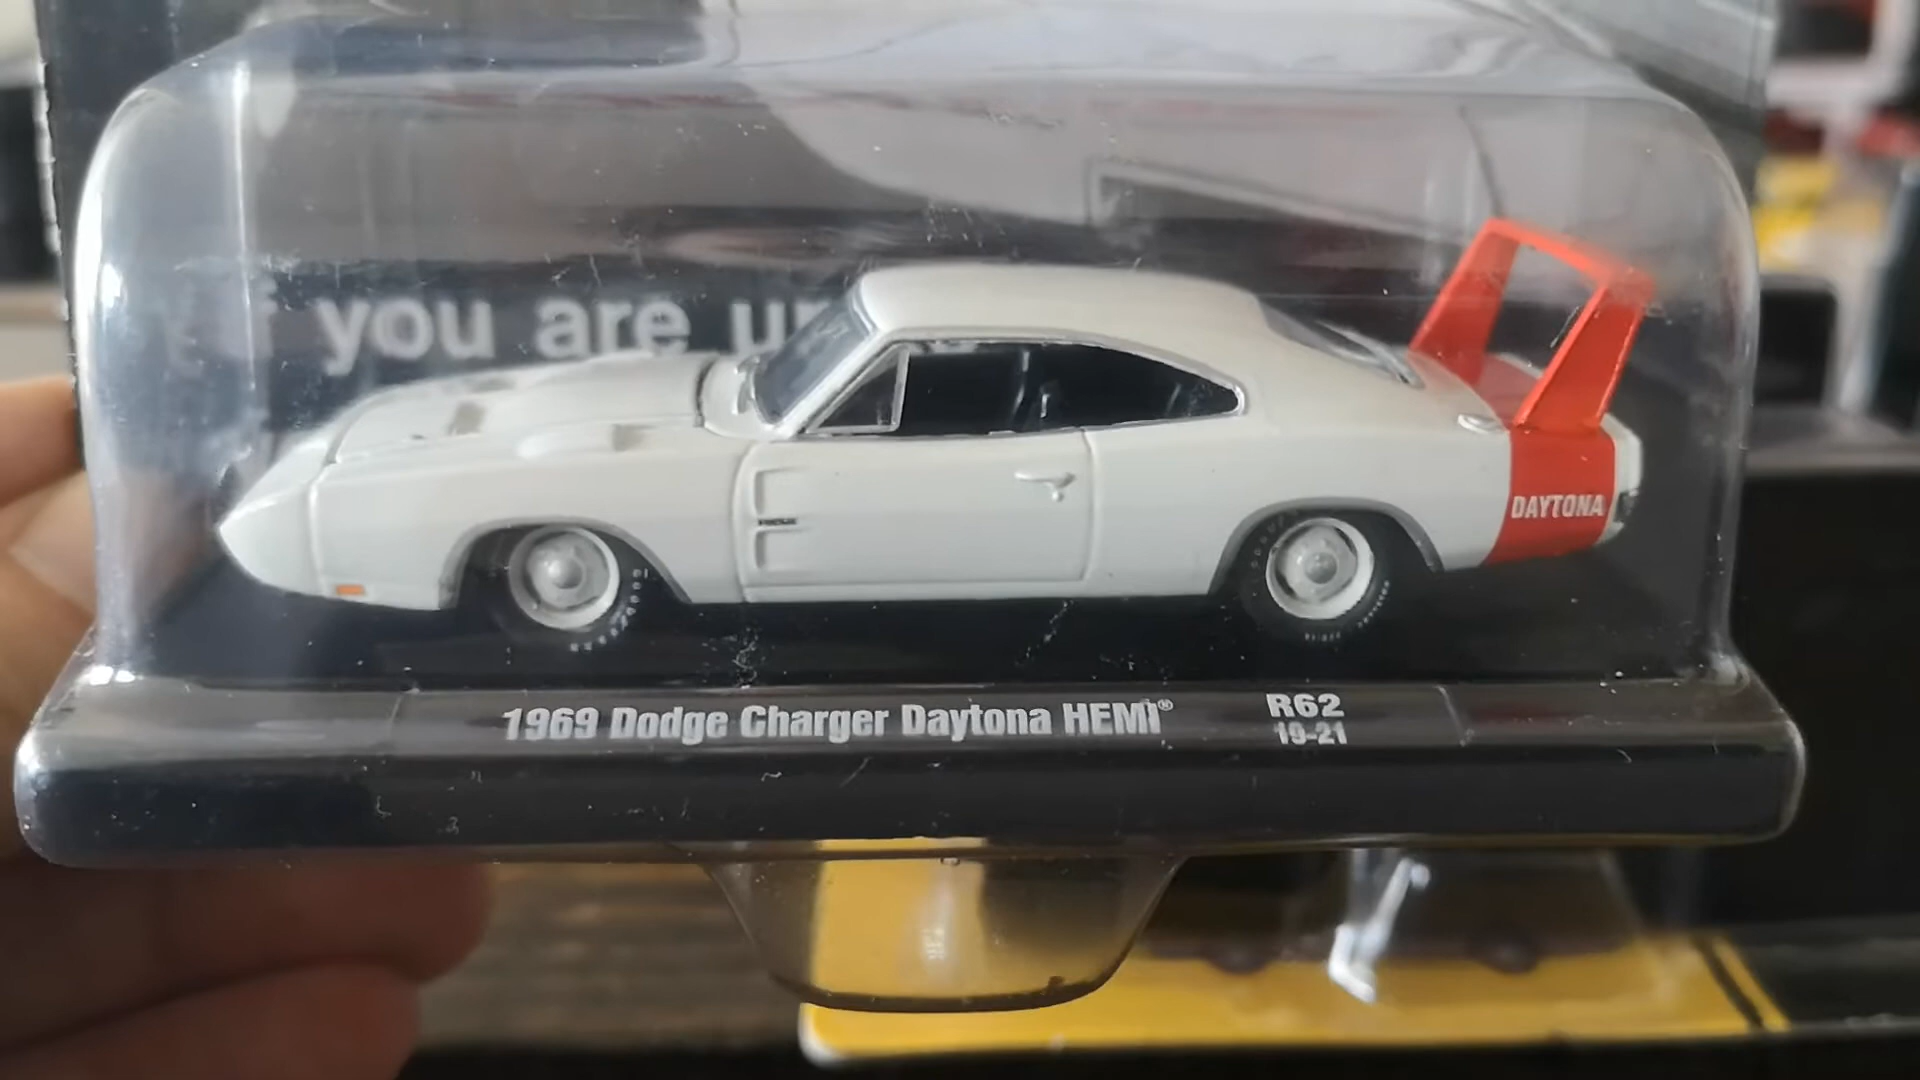 f you are u
DAYTONA
1969 Dodge Charger Daytona HEMI®
R62
19-21